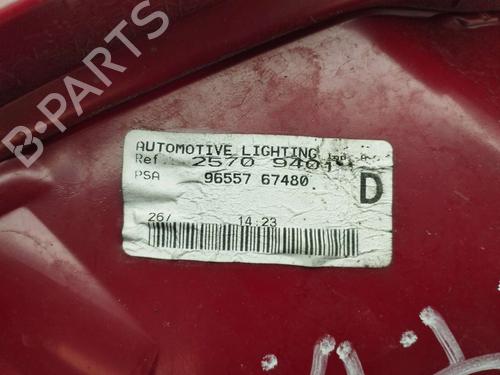 B-PARTS
AUTOMOTIVE LIGHTING
Ref 2570 9401
PSA 96557 67480 D
26/ 14:23